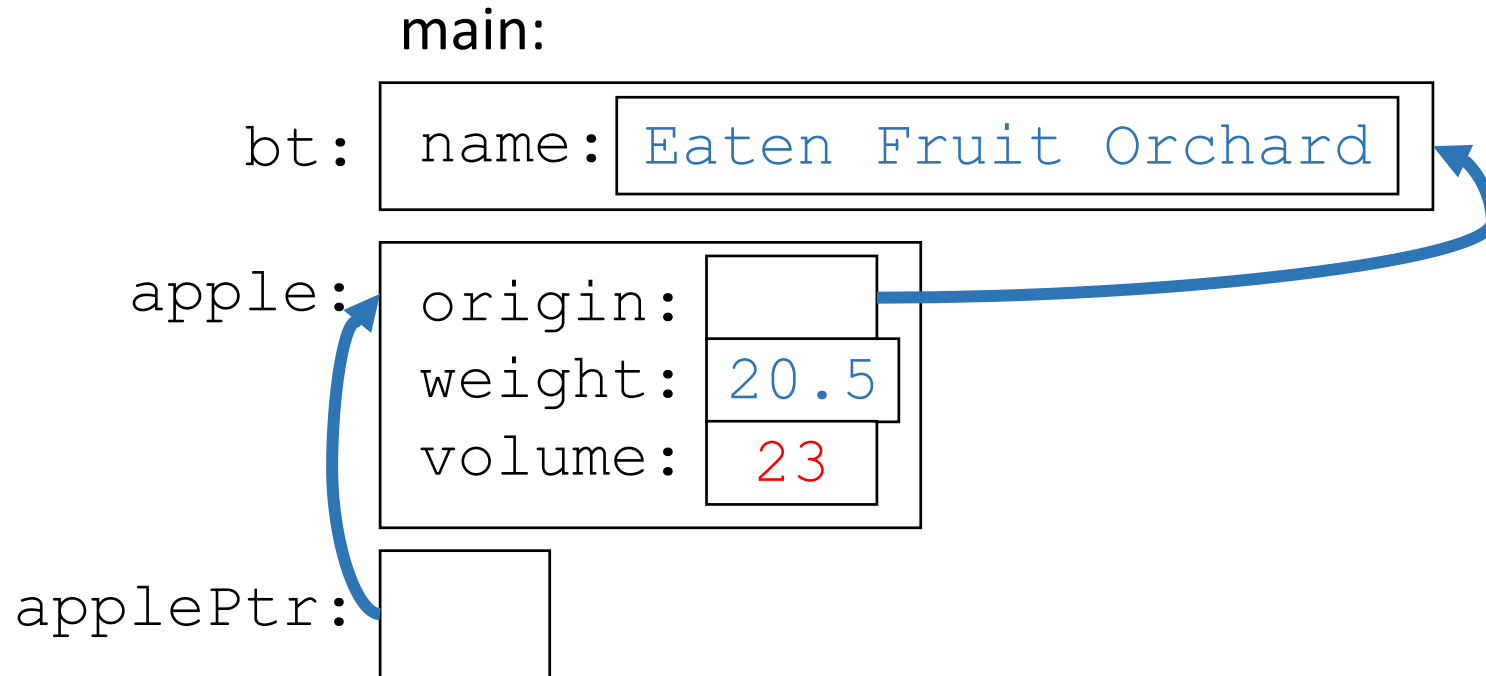 main:
bt: name: Eaten Fruit Orchard
apple: origin:
weight: 20.5
volume: 23
applePtr: